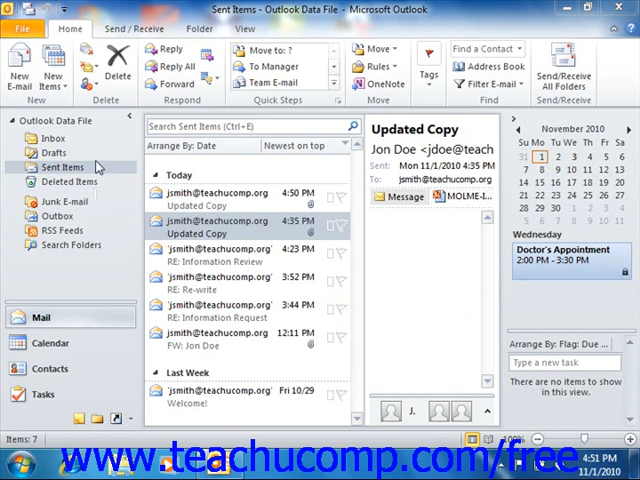 Sent Items - Outlook Data File - Microsoft Outlook
File Home Send / Receive Folder View
New E-mail
New Items
New
Delete
Delete
Reply
Reply All
Forward
Respond
Move to: ?
To Manager
Team E-mail
Quick Steps
Move
Rules
OneNote
Move
Tags
Find a Contact
Address Book
Filter E-mail
Find
Send/Receive All Folders
Send/Receive
Outlook Data File
Inbox
Drafts
Sent Items
Deleted Items
Junk E-mail
Outbox
RSS Feeds
Search Folders
Mail
Calendar
Contacts
Tasks
Search Sent Items (Ctrl+E)
Arrange By: Date Newest on top
Today
jsmith@teachucomp.org 4:50 PM
Updated Copy
jsmith@teachucomp.org 4:35 PM
Updated Copy
'jsmith@teachucomp.org' 4:23 PM
RE: Information Review
'jsmith@teachucomp.org' 3:52 PM
RE: Re-write
'jsmith@teachucomp.org' 3:44 PM
RE: Information Request
jsmith@teachucomp.org 12:11 PM
FW: Jon Doe
Last Week
'jsmith@teachucomp.org' Fri 10/29
Welcome!
Updated Copy
Jon Doe <jdoe@teach
Sent: Mon 11/1/2010 4:35 PM
To: jsmith@teachucomp.org
Message MOLME-I...
J.
November 2010
Su Mo Tu We Th Fr Sa
31 1 2 3 4 5 6
7 8 9 10 11 12 13
14 15 16 17 18 19 20
21 22 23 24 25 26 27
28 29 30 1 2 3 4
Wednesday
Doctor's Appointment
2:00 PM - 3:30 PM
Arrange By: Flag: Due ...
Type a new task
There are no items to show in this view.
Items: 7
100%
www.teachucomp.com/free
4:51 PM
11/1/2010